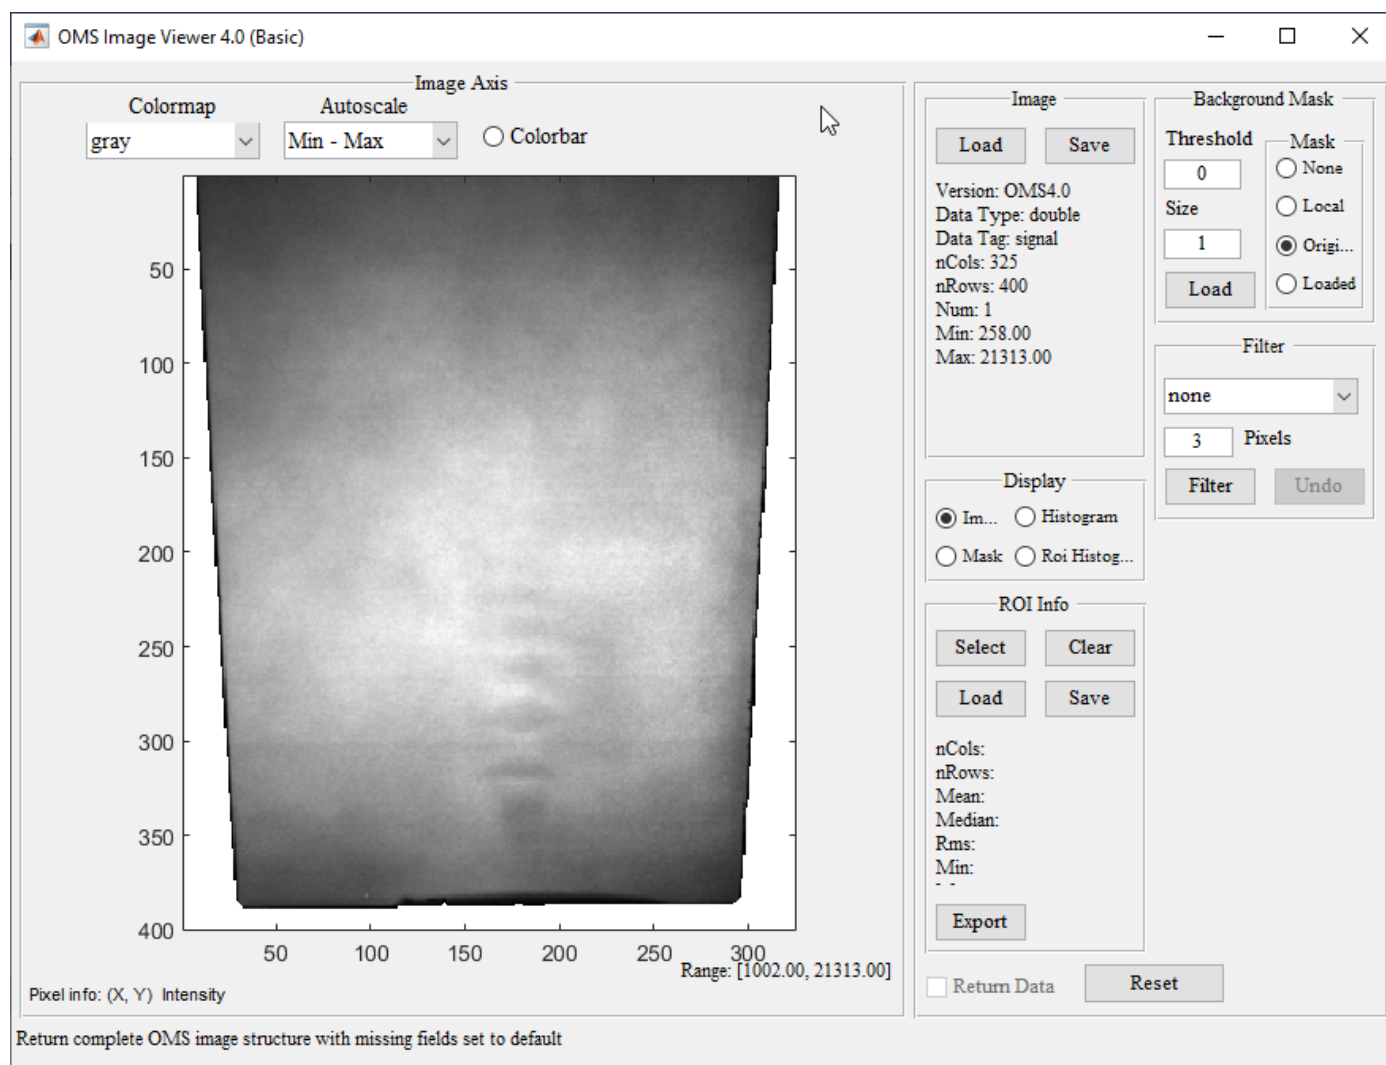 OMS Image Viewer 4.0 (Basic)
Image Axis
Colormap
Autoscale
gray
Min - Max
Colorbar
50
100
150
200
250
300
350
400
50
100
150
200
250
300
Range: [1002.00, 21313.00]
Pixel info: (X, Y) Intensity
Image
Load
Save
Version: OMS4.0
Data Type: double
Data Tag: signal
nCols: 325
nRows: 400
Num: 1
Min: 258.00
Max: 21313.00
Display
Im...
Histogram
Mask
Roi Histog...
ROI Info
Select
Clear
Load
Save
nCols:
nRows:
Mean:
Median:
Rms:
Min:
Export
Return Data
Reset
Background Mask
Threshold
0
Size
1
Load
Mask
None
Local
Origi...
Loaded
Filter
none
3
Pixels
Filter
Undo
Return complete OMS image structure with missing fields set to default